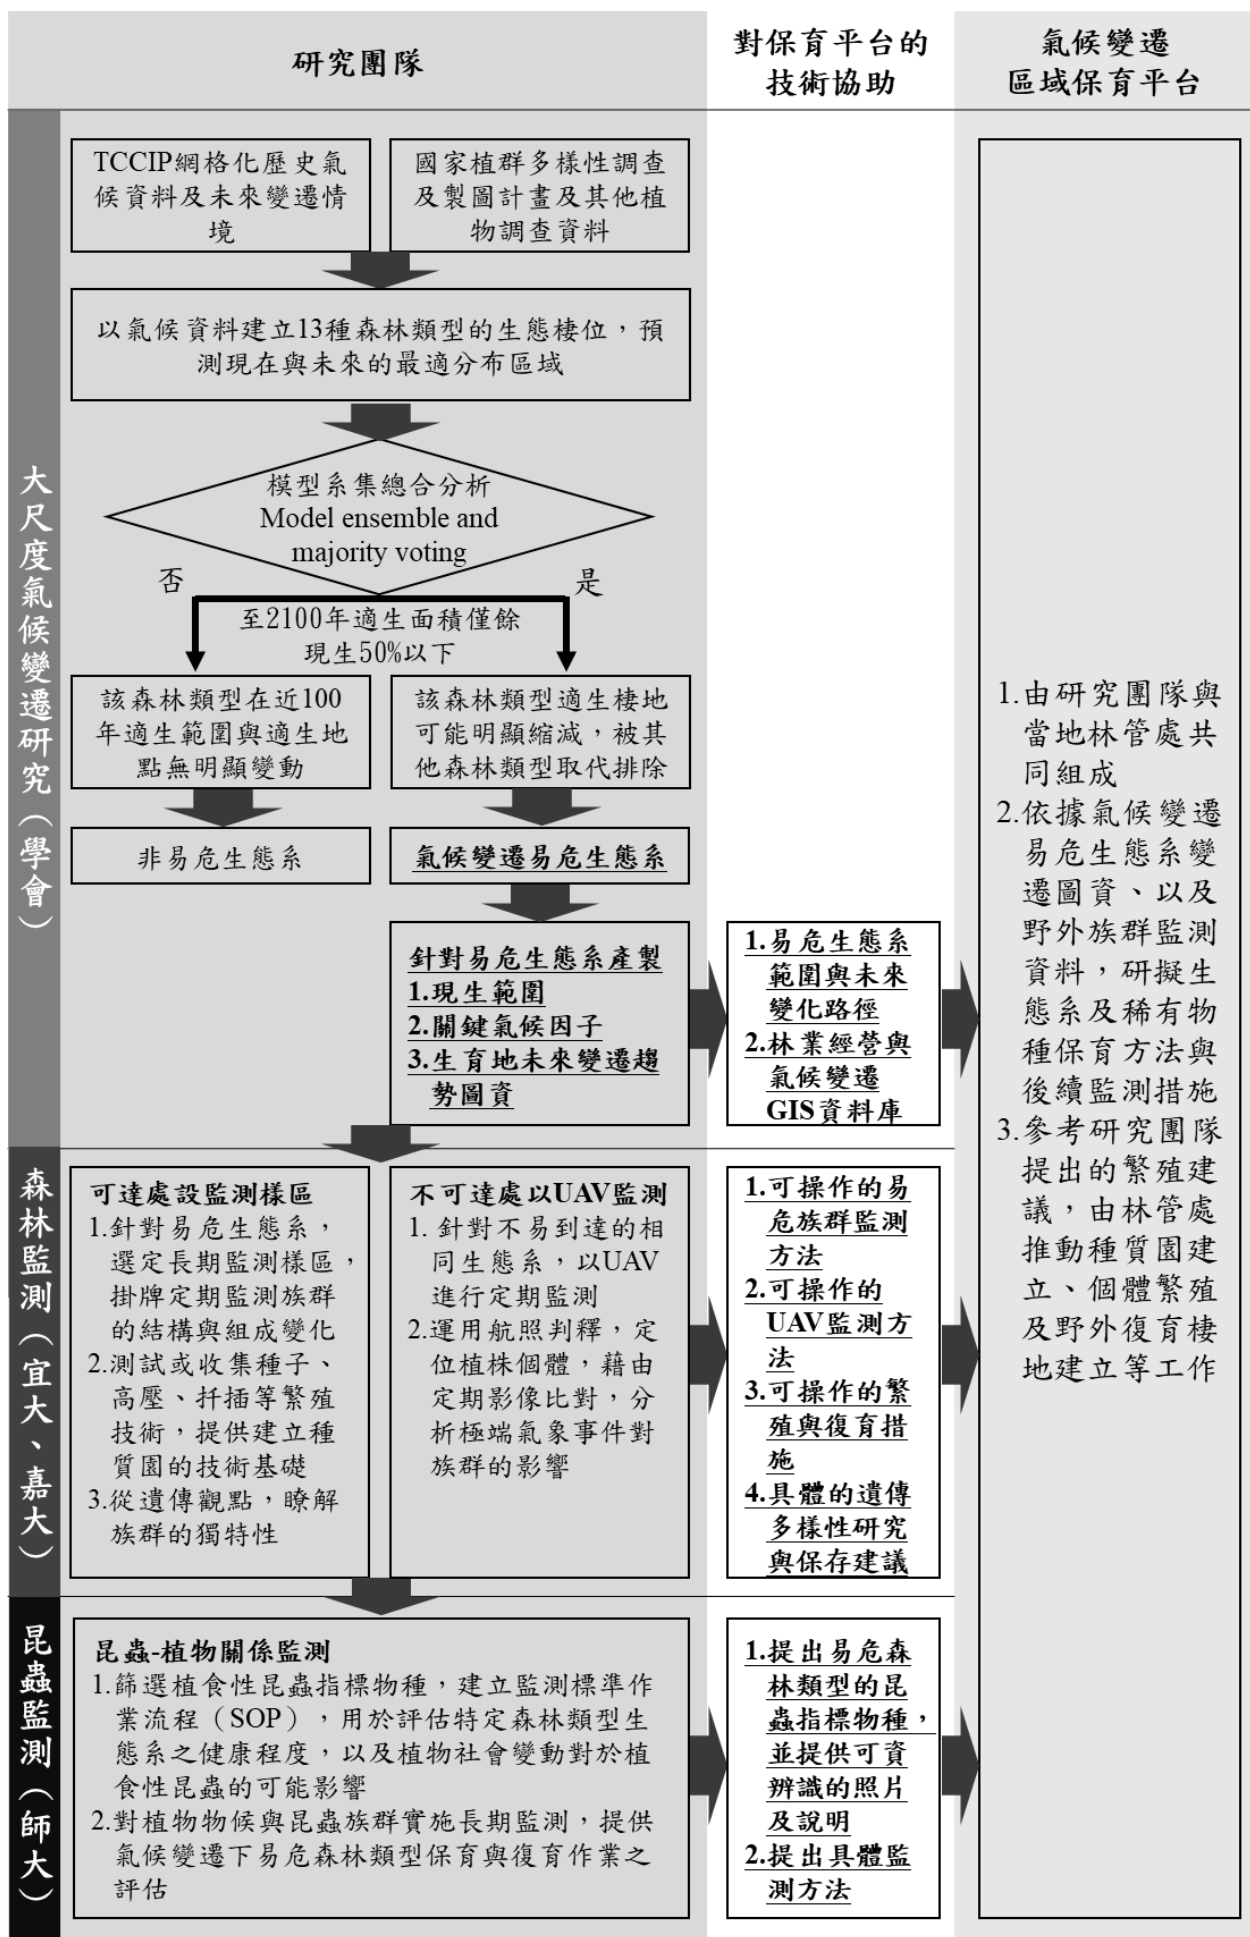 研究團隊
對保育平台的
技術協助
氣候變遷
區域保育平台
大尺度氣候變遷研究（學會）
TCCIP網格化歷史氣
候資料及未來變遷情
境
國家植群多樣性調查
及製圖計畫及其他植
物調查資料
以氣候資料建立13種森林類型的生態棲位，預
測現在與未來的最適分布區域
模型系集總合分析
Model ensemble and
majority voting
否
是
至2100年適生面積僅餘
現生50%以下
該森林類型在近100
年適生範圍與適生地
點無明顯變動
該森林類型適生棲地
可能明顯縮減，被其
他森林類型取代排除
非易危生態系
氣候變遷易危生態系
針對易危生態系產製
1.現生範圍
2.關鍵氣候因子
3.生育地未來變遷趨
勢圖資
1.易危生態系
範圍與未來
變化路徑
2.林業經營與
氣候變遷
GIS資料庫
森林監測（宜大、嘉大）
可達處設監測樣區
1.針對易危生態系，
選定長期監測樣區，
掛牌定期監測族群
的結構與組成變化
2.測試或收集種子、
高壓、扦插等繁殖
技術，提供建立種
質園的技術基礎
3.從遺傳觀點，瞭解
族群的獨特性
不可達處以UAV監測
1. 針對不易到達的相
同生態系，以UAV
進行定期監測
2.運用航照判釋，定
位植株個體，藉由
定期影像比對，分
析極端氣象事件對
族群的影響
1.可操作的易
危族群監測
方法
2.可操作的
UAV監測方
法
3.可操作的繁
殖與復育措
施
4.具體的遺傳
多樣性研究
與保存建議
昆蟲監測（師大）
昆蟲-植物關係監測
1.篩選植食性昆蟲指標物種，建立監測標準作
業流程（SOP），用於評估特定森林類型生
態系之健康程度，以及植物社會變動對於植
食性昆蟲的可能影響
2.對植物物候與昆蟲族群實施長期監測，提供
氣候變遷下易危森林類型保育與復育作業之
評估
1.提出易危森
林類型的昆
蟲指標物種，
並提供可資
辨識的照片
及說明
2.提出具體監
測方法
1.由研究團隊與
當地林管處共
同組成
2.依據氣候變遷
易危生態系變
遷圖資、以及
野外族群監測
資料，研擬生
態系及稀有物
種保育方法與
後續監測措施
3.參考研究團隊
提出的繁殖建
議，由林管處
推動種質園建
立、個體繁殖
及野外復育棲
地建立等工作